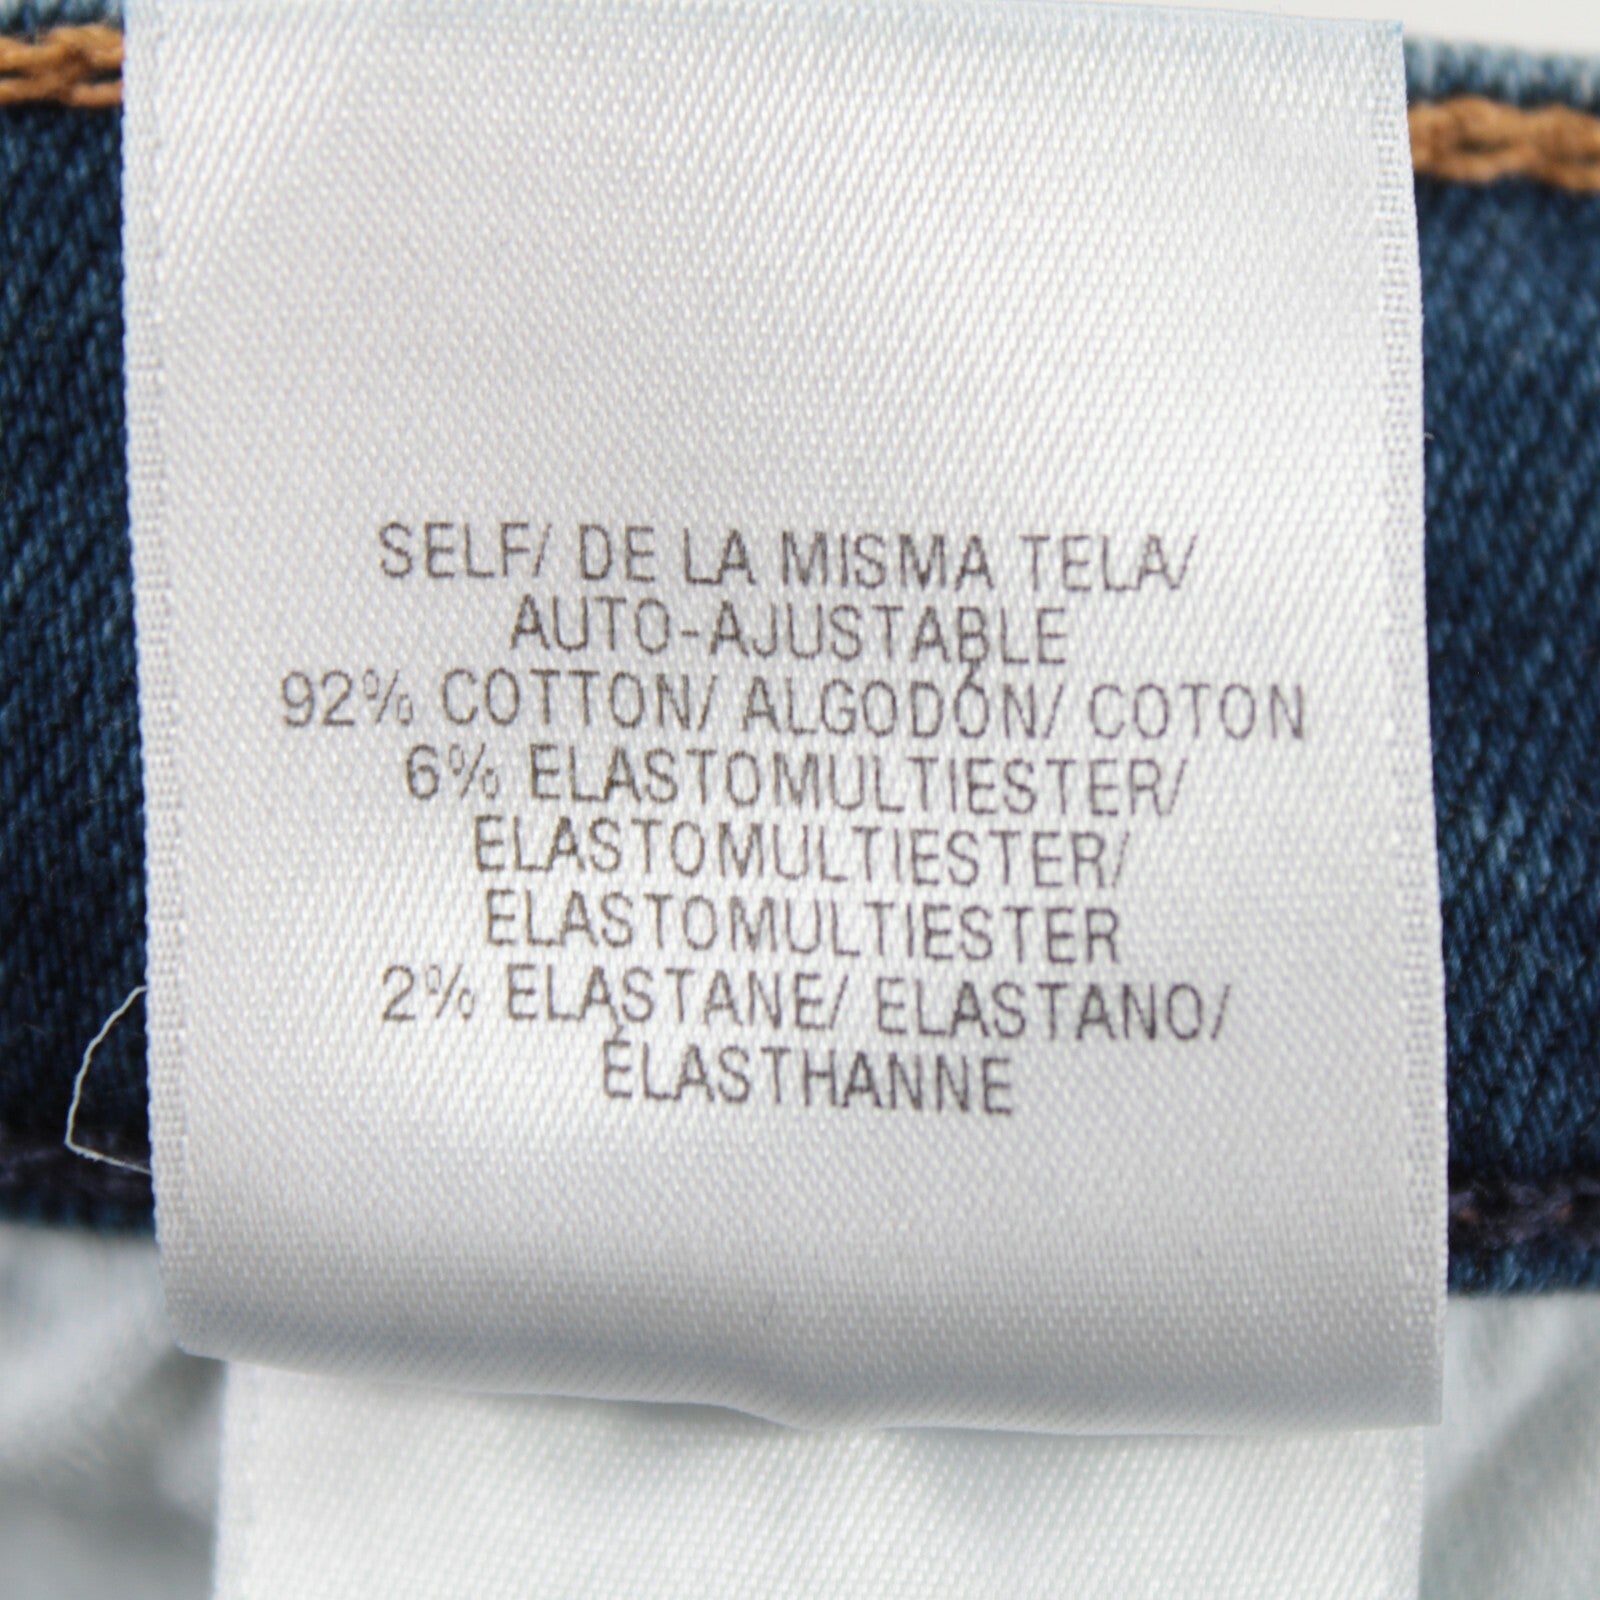 SELF/ DE LA MISMA TELA/
AUTO-AJUSTABLE
92% COTTON/ ALGODÓN/ COTON
6% ELASTOMULTIESTER/
ELASTOMULTIESTER/
ELASTOMULTIESTER
2% ELASTANE/ ELASTANO/
ÉLASTHANNE